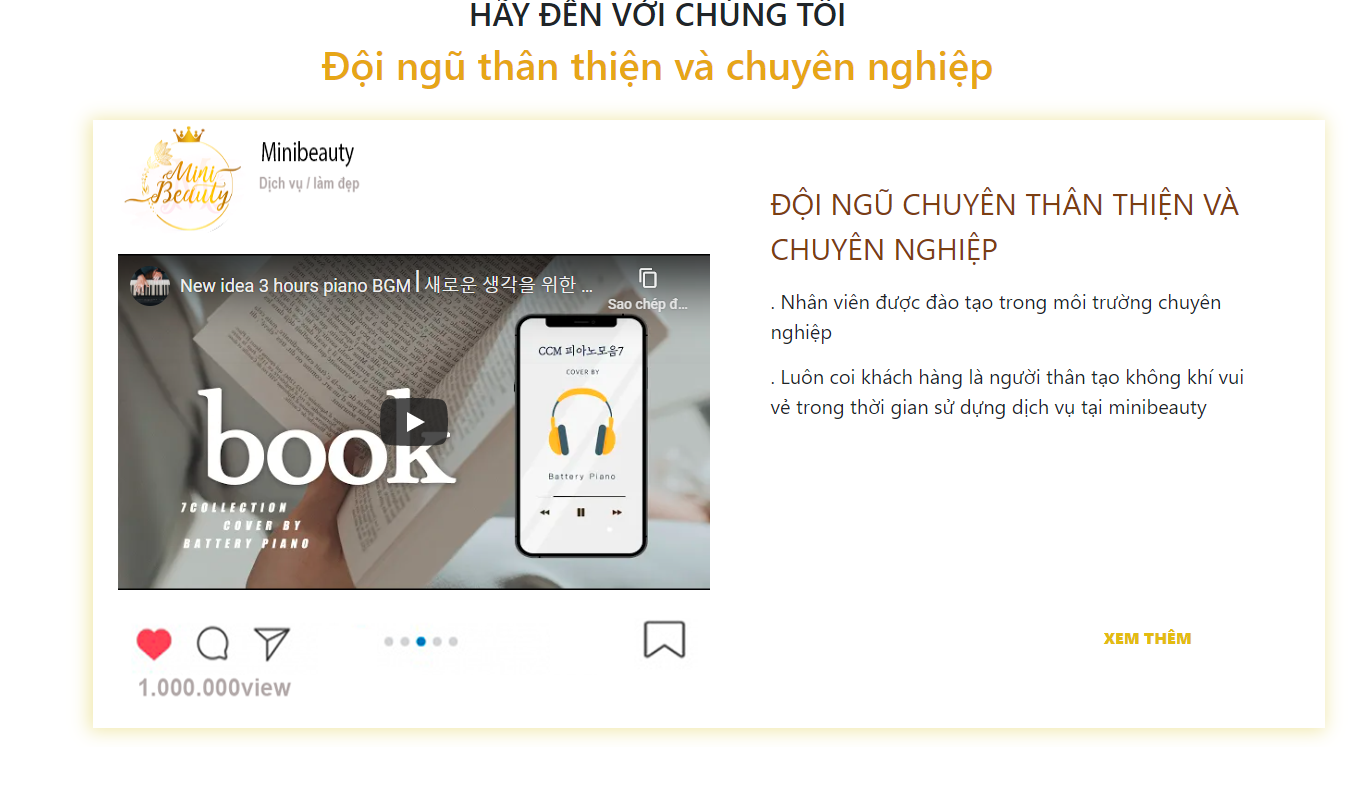 HÃY ĐẾN VỚI CHÚNG TÔI
Đội ngũ thân thiện và chuyên nghiệp
Mini
Beauty
Minibeauty
Dịch vụ / làm đẹp
New idea 3 hours piano BGM┃새로운 생각을 위한 ...
Sao chép đ...
CCM 피아노모음7
COVER BY
Battery Piano
book
7COLLECTION
COVER BY
BATTERY PIANO
1.000.000view
ĐỘI NGŨ CHUYÊN THÂN THIỆN VÀ
CHUYÊN NGHIỆP
. Nhân viên được đào tạo trong môi trường chuyên
nghiệp
. Luôn coi khách hàng là người thân tạo không khí vui
vẻ trong thời gian sử dụng dịch vụ tại minibeauty
XEM THÊM